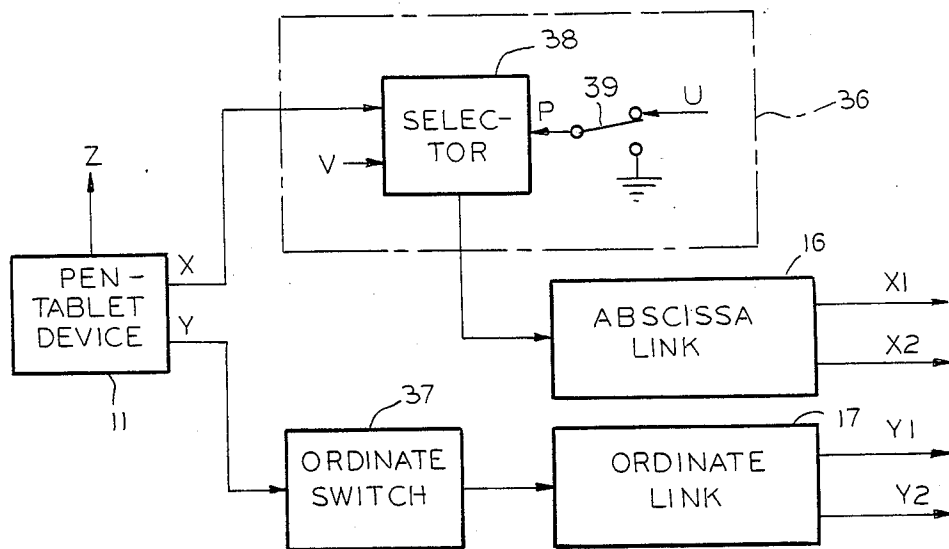 38
SELEC-
TOR
39
P
U
V
36
Z
X
Y
PEN-
TABLET
DEVICE
11
16
ABSCISSA
LINK
X1
X2
37
ORDINATE
SWITCH
17
ORDINATE
LINK
Y1
Y2